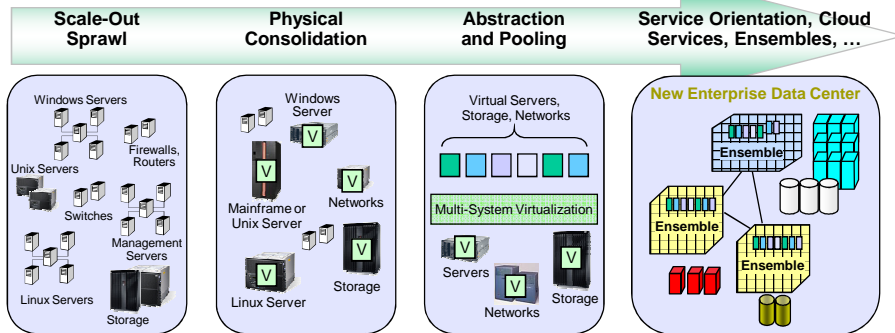 Scale-Out
Sprawl
Physical
Consolidation
Abstraction
and Pooling
Service Orientation, Cloud
Services, Ensembles, …
Windows Servers
Firewalls,
Routers
Unix Servers
Switches
Management
Servers
Linux Servers
Storage
Windows
Server
V
V
V
Networks
Mainframe or
Unix Server
V
V
Storage
Linux Server
Virtual Servers,
Storage, Networks
Multi-System Virtualization
V
Servers
V
V
Storage
Networks
New Enterprise Data Center
Ensemble
Ensemble
Ensemble